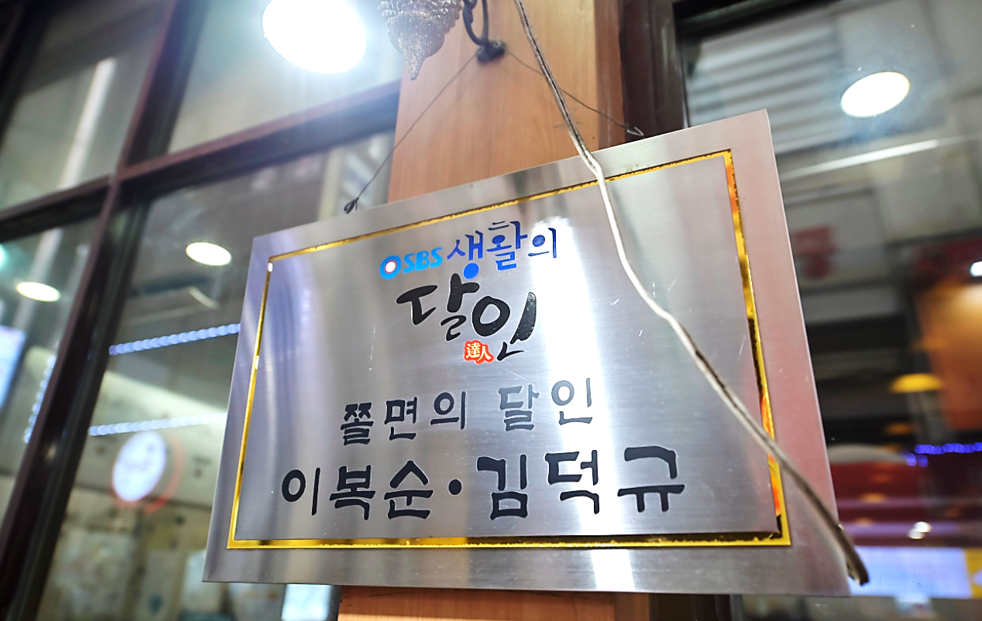 SBS 생활의
달인
達人
쫄면의 달인
이복순·김덕규